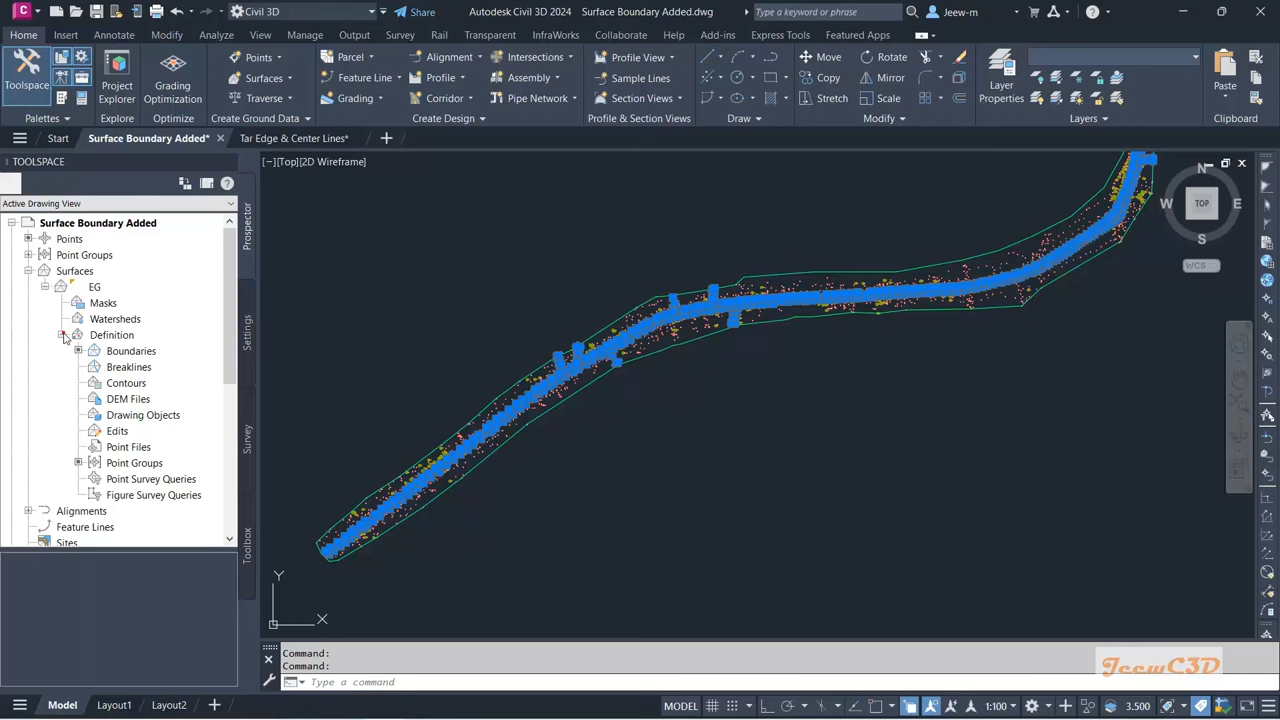 Civil 3D
Share
Autodesk Civil 3D 2024
Surface Boundary Added.dwg
Type a keyword or phrase
Jeew-m
Home
Insert
Annotate
Modify
Analyze
View
Manage
Output
Survey
Rail
Transparent
InfraWorks
Collaborate
Help
Add-ins
Express Tools
Featured Apps
Toolspace
Project
Explorer
Grading
Optimization
Points
Surfaces
Traverse
Parcel
Feature Line
Grading
Alignment
Profile
Corridor
Intersections
Assembly
Pipe Network
Profile View
Sample Lines
Section Views
Move
Copy
Stretch
Rotate
Mirror
Scale
Layer
Properties
Paste
Palettes
Explore
Optimize
Create Ground Data
Create Design
Profile & Section Views
Draw
Modify
Layers
Clipboard
Start
Surface Boundary Added*
Tar Edge & Center Lines*
TOOLSPACE
Active Drawing View
Surface Boundary Added
Points
Point Groups
Surfaces
EG
Masks
Watersheds
Definition
Boundaries
Breaklines
Contours
DEM Files
Drawing Objects
Edits
Point Files
Point Groups
Point Survey Queries
Figure Survey Queries
Alignments
Feature Lines
Sites
Prospector
Settings
Survey
Toolbox
[−][Top][2D Wireframe]
N
W
TOP
E
S
WCS
Y
X
Command:
Command:
Type a command
JeewC3D
Model
Layout1
Layout2
MODEL
1:100
3.500